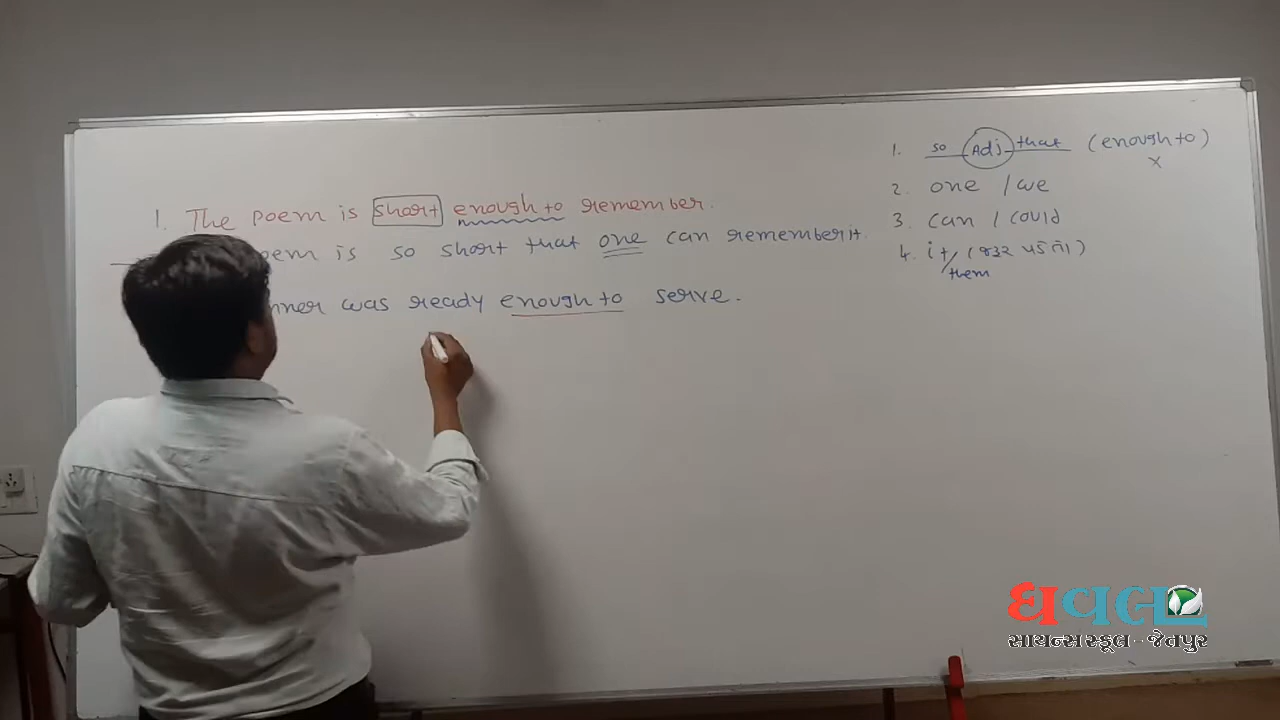 1. The poem is short enough to remember.
oem is so short that one can remember it.
nner was ready enough to serve.
1. so Adj that (enough to)
x
2. one / we
3. can / could
4. it / (જરૂર પડે તો)
them
ધવલ
સાયન્સ સ્કૂલ - જેતપુર